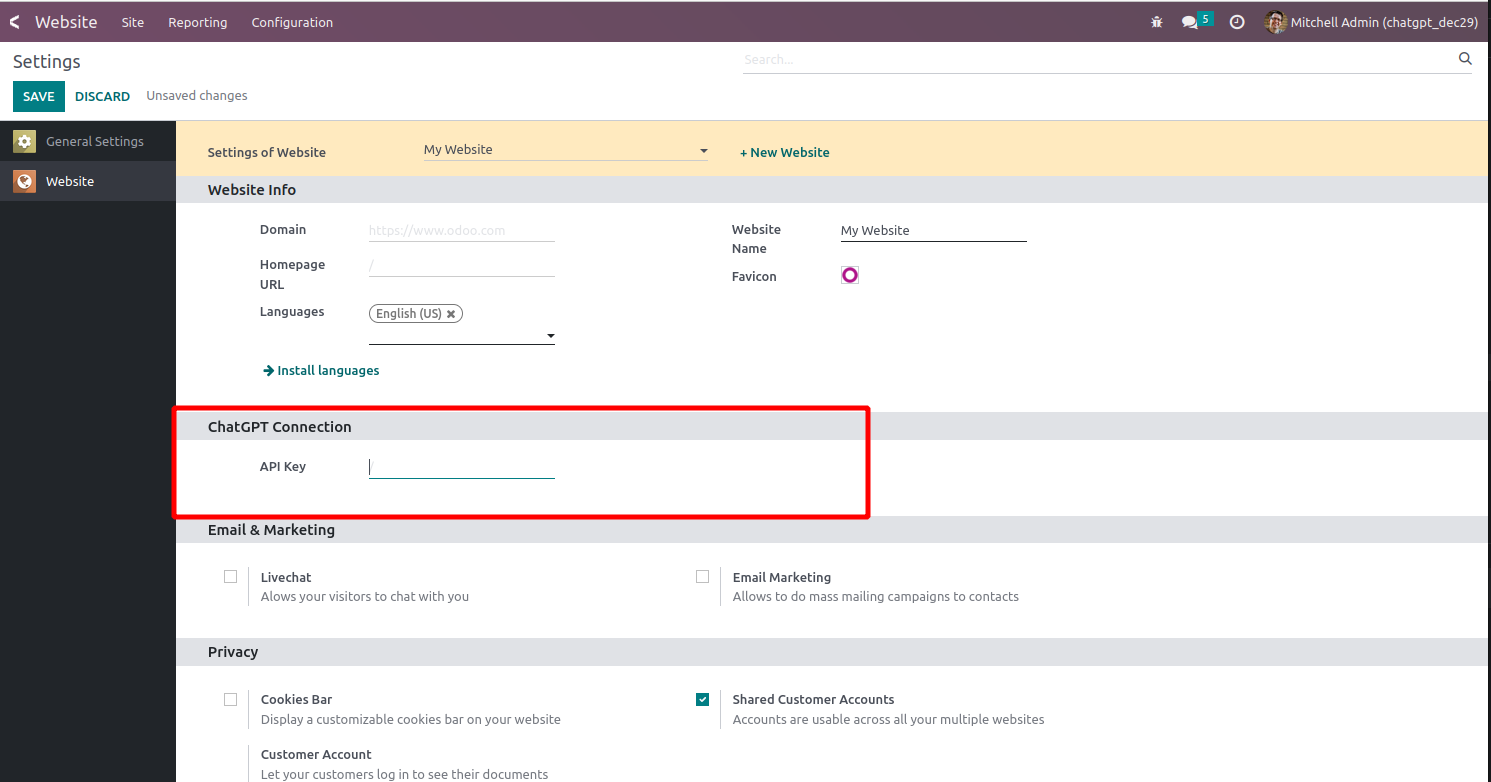 Website Site Reporting Configuration 5 Mitchell Admin (chatgpt_dec29)
Settings Search...
SAVE DISCARD Unsaved changes
General Settings
Website
Settings of Website My Website + New Website
Website Info
Domain https://www.odoo.com
Website Name My Website
Homepage URL /
Favicon
Languages English (US)
Install languages
ChatGPT Connection
API Key /
Email & Marketing
Livechat
Alows your visitors to chat with you
Email Marketing
Allows to do mass mailing campaigns to contacts
Privacy
Cookies Bar
Display a customizable cookies bar on your website
Shared Customer Accounts
Accounts are usable across all your multiple websites
Customer Account
Let your customers log in to see their documents